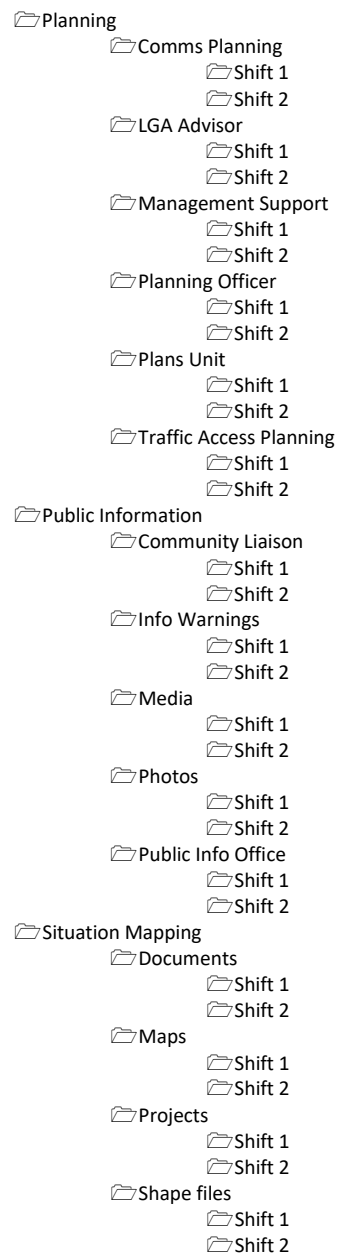 Planning
Comms Planning
Shift 1
Shift 2
LGA Advisor
Shift 1
Shift 2
Management Support
Shift 1
Shift 2
Planning Officer
Shift 1
Shift 2
Plans Unit
Shift 1
Shift 2
Traffic Access Planning
Shift 1
Shift 2
Public Information
Community Liaison
Shift 1
Shift 2
Info Warnings
Shift 1
Shift 2
Media
Shift 1
Shift 2
Photos
Shift 1
Shift 2
Public Info Office
Shift 1
Shift 2
Situation Mapping
Documents
Shift 1
Shift 2
Maps
Shift 1
Shift 2
Projects
Shift 1
Shift 2
Shape files
Shift 1
Shift 2